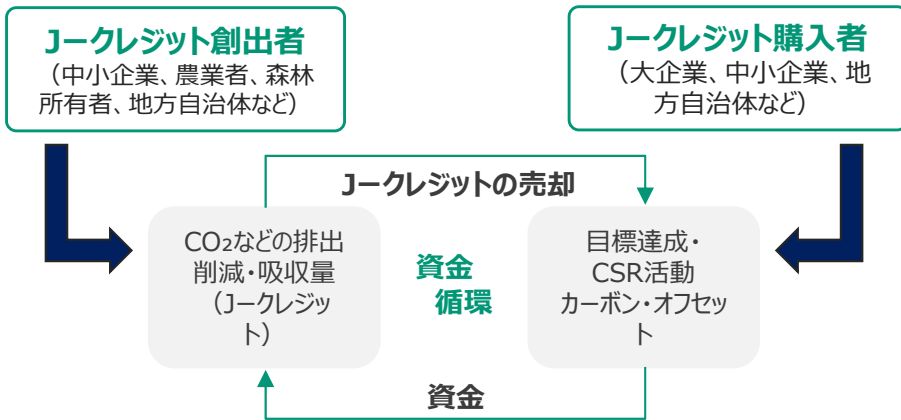 Jークレジット創出者
（中小企業、農業者、森林
所有者、地方自治体など）
Jークレジット購入者
（大企業、中小企業、地
方自治体など）
Jークレジットの売却
CO₂などの排出
削減・吸収量
（Jークレジッ
ト）
資金
循環
目標達成・
CSR活動
カーボン・オフセッ
ト
資金